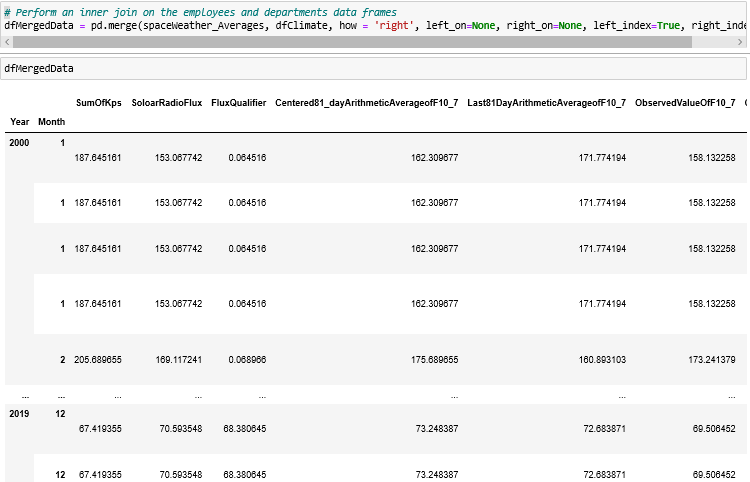 # Perform an inner join on the employees and departments data frames
dfMergedData = pd.merge(spaceWeather_Averages, dfClimate, how = 'right', left_on=None, right_on=None, left_index=True, right_inde
dfMergedData
SumOfKps SoloarRadioFlux FluxQualifier Centered81_dayArithmeticAverageofF10_7 Last81DayArithmeticAverageofF10_7 ObservedValueOfF10_7
Year Month
2000 1
187.645161 153.067742 0.064516 162.309677 171.774194 158.132258
1 187.645161 153.067742 0.064516 162.309677 171.774194 158.132258
1 187.645161 153.067742 0.064516 162.309677 171.774194 158.132258
1 187.645161 153.067742 0.064516 162.309677 171.774194 158.132258
2 205.689655 169.117241 0.068966 175.689655 160.893103 173.241379
... ... ... ... ... ... ... ...
2019 12
67.419355 70.593548 68.380645 73.248387 72.683871 69.506452
12 67.419355 70.593548 68.380645 73.248387 72.683871 69.506452